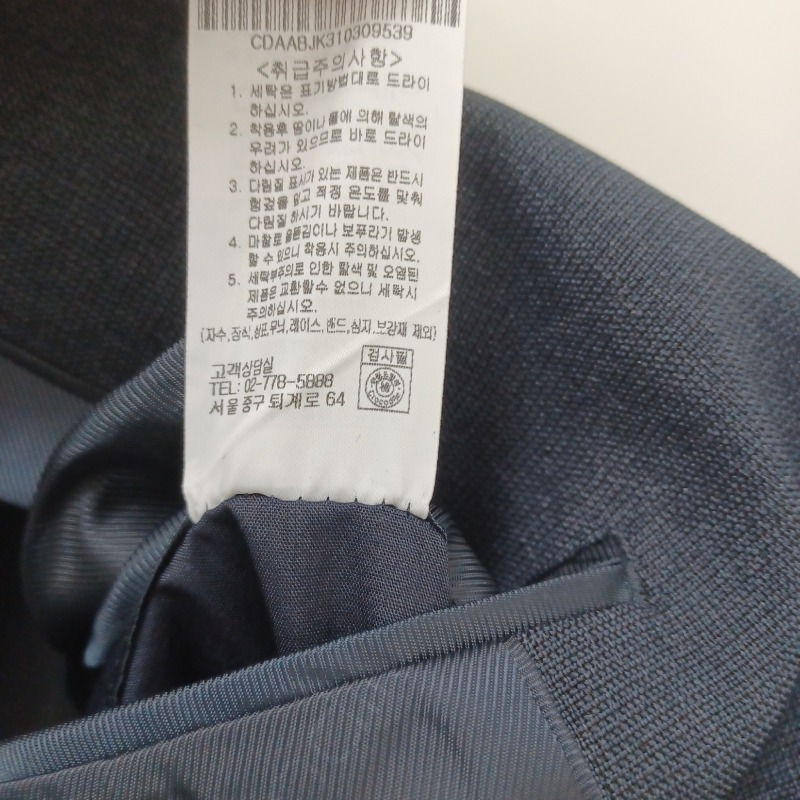 CDAABJK310309539
<취급주의사항>
1. 세탁은 표기방법대로 드라이
하십시오.
2. 착용후 땀이나 물에 의해 탈색의
우려가 있으므로 바로 드라이
하십시오.
3. 다림질 표시가 있는 제품은 반드시
헝겊을 덮고 적정 온도를 맞춰
다림질 하시기 바랍니다.
4. 마찰로 올뜯김이나 보푸라기 발생
할 수 있으니 착용시 주의하십시오.
5. 세탁부주의로 인한 탈색 및 오염된
제품은 교환할수 없으니 세탁시
주의하십시오.
(자수,장식,상표,무늬,레이스,밴드,심지,보강재 제외)
고객상담실
TEL: 02-778-5888
서울 중구 퇴계로 64
검사필